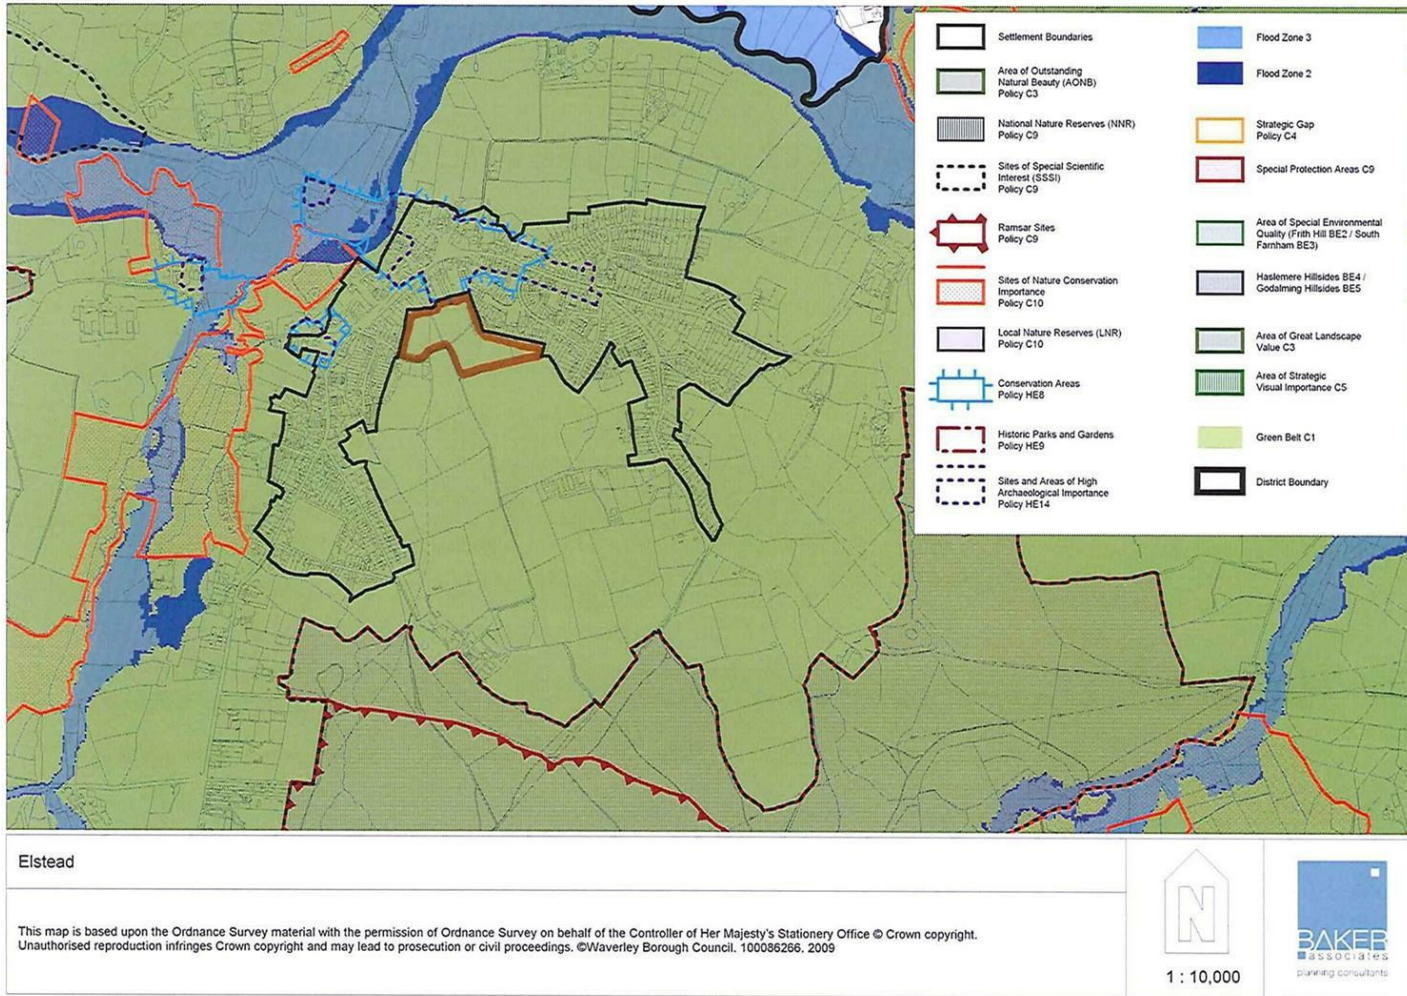 Settlement Boundaries
Area of Outstanding
Natural Beauty (AONB)
Policy C3
National Nature Reserves (NNR)
Policy C9
Sites of Special Scientific
Interest (SSSI)
Policy C9
Ramsar Sites
Policy C9
Sites of Nature Conservation
Importance
Policy C10
Local Nature Reserves (LNR)
Policy C10
Conservation Areas
Policy HE8
Historic Parks and Gardens
Policy HE9
Sites and Areas of High
Archaeological Importance
Policy HE14
Flood Zone 3
Flood Zone 2
Strategic Gap
Policy C4
Special Protection Areas C9
Area of Special Environmental
Quality (Frith Hill BE2 / South
Farnham BE3)
Haslemere Hillsides BE4 /
Godalming Hillsides BE5
Area of Great Landscape
Value C3
Area of Strategic
Visual Importance C5
Green Belt C1
District Boundary
Elstead
This map is based upon the Ordnance Survey material with the permission of Ordnance Survey on behalf of the Controller of Her Majesty's Stationery Office © Crown copyright.
Unauthorised reproduction infringes Crown copyright and may lead to prosecution or civil proceedings. ©Waverley Borough Council. 100086266. 2009
N
1 : 10,000
BAKER
associates
planning consultants